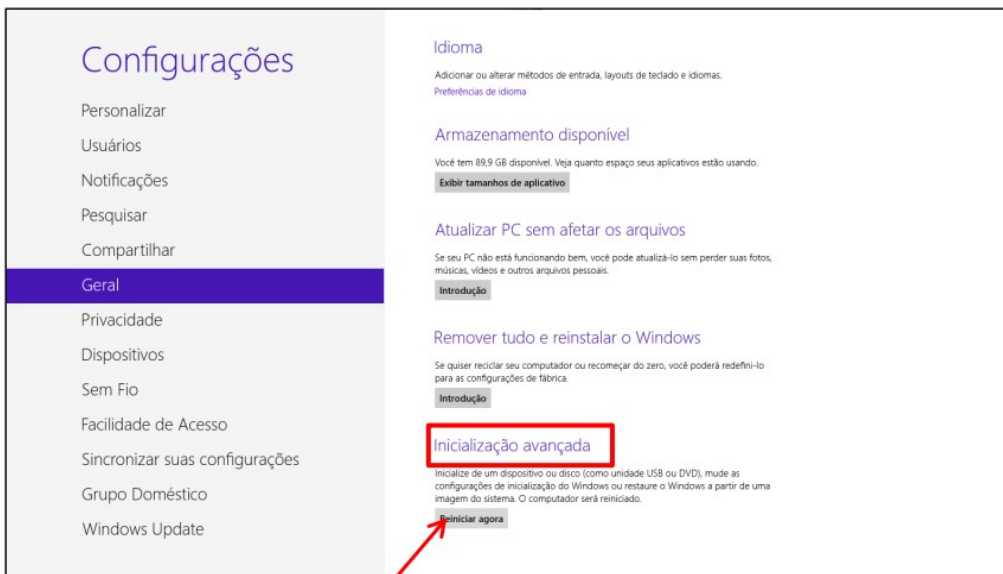 Configurações
Personalizar
Usuários
Notificações
Pesquisar
Compartilhar
Geral
Privacidade
Dispositivos
Sem Fio
Facilidade de Acesso
Sincronizar suas configurações
Grupo Doméstico
Windows Update
Idioma
Adicionar ou alterar métodos de entrada, layouts de teclado e idiomas.
Preferências de idioma
Armazenamento disponível
Você tem 89,9 GB disponível. Veja quanto espaço seus aplicativos estão usando.
Exibir tamanhos de aplicativo
Atualizar PC sem afetar os arquivos
Se seu PC não está funcionando bem, você pode atualizá-lo sem perder suas fotos,
músicas, vídeos e outros arquivos pessoais.
Introdução
Remover tudo e reinstalar o Windows
Se quiser reciclar seu computador ou recomeçar do zero, você poderá redefini-lo
para as configurações de fábrica.
Introdução
Inicialização avançada
Inicialize de um dispositivo ou disco (como unidade USB ou DVD), mude as
configurações de inicialização do Windows ou restaure o Windows a partir de uma
imagem do sistema. O computador será reiniciado.
Reiniciar agora